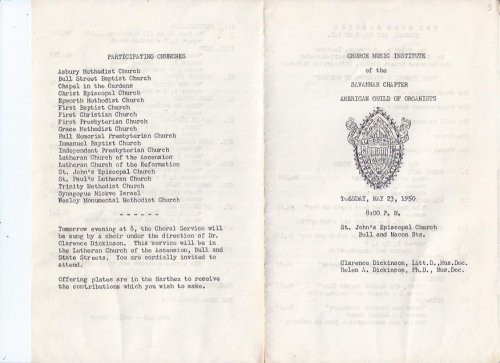 PARTICIPATING CHURCHES
Asbury Methodist Church
Bull Street Baptist Church
Chapel in the Gardens
Christ Episcopal Church
Epworth Methodist Church
First Baptist Church
First Christian Church
First Presbyterian Church
Grace Methodist Church
Hull Memorial Presbyterian Church
Immanuel Baptist Church
Independent Presbyterian Church
Lutheran Church of the Ascension
Lutheran Church of the Reformation
St. John's Episcopal Church
St. Paul's Lutheran Church
Trinity Methodist Church
Synagogue Mickve Israel
Wesley Monumental Methodist Church
- - - - - -
Tomorrow evening at 8, the Choral Service will
be sung by a choir under the direction of Dr.
Clarence Dickinson. This service will be in
the Lutheran Church of the Ascension, Bull and
State Streets. You are cordially invited to
attend.
Offering plates are in the Narthex to receive
the contributions which you wish to make.
CHURCH MUSIC INSTITUTE
of the
SAVANNAH CHAPTER
AMERICAN GUILD OF ORGANISTS
TUESDAY, MAY 23, 1950
8:00 P. M.
St. John's Episcopal Church
Bull and Macon Sts.
Clarence Dickinson, Litt.D.,Mus.Doc.
Helen A. Dickinson, Ph.D., Mus.Doc.